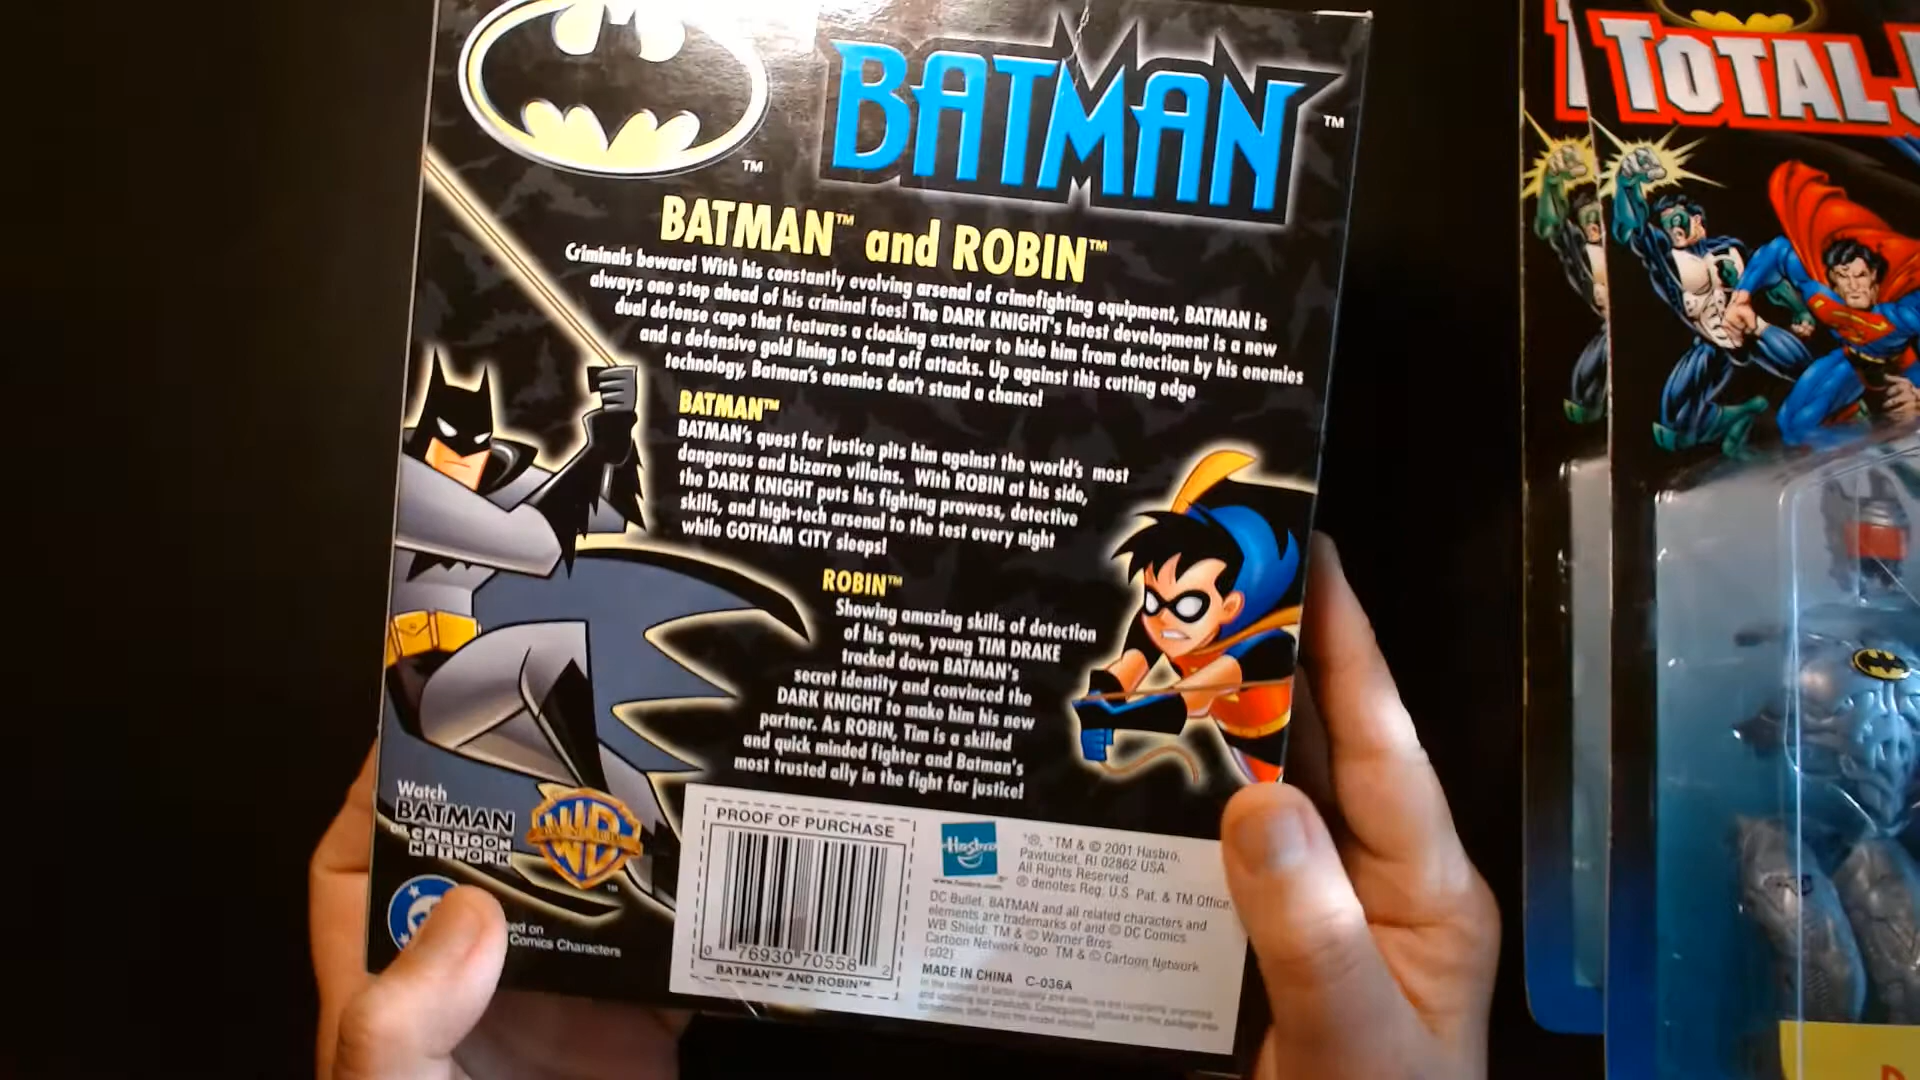 BATMAN™
BATMAN™ and ROBIN™
Criminals beware! With his constantly evolving arsenal of crimefighting equipment, BATMAN is
always one step ahead of his criminal foes! The DARK KNIGHT's latest development is a new
dual defense cape that features a cloaking exterior to hide him from detection by his enemies
and a defensive gold lining to fend off attacks. Up against this cutting edge
technology, Batman's enemies don't stand a chance!
BATMAN™
BATMAN's quest for justice pits him against the world's most
dangerous and bizarre villains. With ROBIN at his side,
the DARK KNIGHT puts his fighting prowess, detective
skills, and high-tech arsenal to the test every night
while GOTHAM CITY sleeps!
ROBIN™
Showing amazing skills of detection
of his own, young TIM DRAKE
tracked down BATMAN'S
secret identity and convinced the
DARK KNIGHT to make him his new
partner. As ROBIN, Tim is a skilled
and quick minded fighter and Batman's
most trusted ally in the fight for justice!
Watch
BATMAN
on
CARTOON
NETWORK
WB
™
™
Comics Characters
PROOF OF PURCHASE
0 76930 70558 2
BATMAN™ AND ROBIN™
Hasbro
www.hasbro.com
*®, *TM & © 2001 Hasbro,
Pawtucket, RI 02862 USA.
All Rights Reserved
® denotes Reg. U.S. Pat. & TM Office.
DC Bullet, BATMAN and all related characters and
elements are trademarks of and © DC Comics
WB Shield: TM & © Warner Bros.
Cartoon Network logo TM & © Cartoon Network
(s02)
MADE IN CHINA C-036A
TOTAL